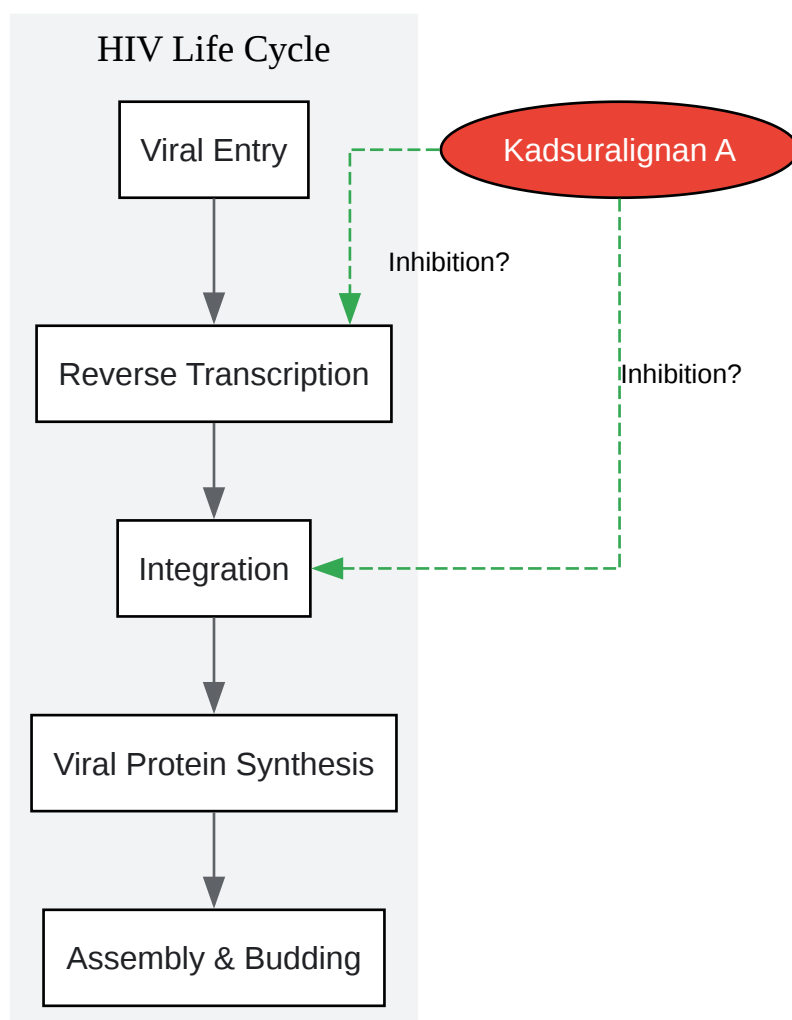 HIV Life Cycle
Viral Entry
Kadsuralignan A
Inhibition?
Reverse Transcription
Inhibition?
Integration
Viral Protein Synthesis
Assembly & Budding